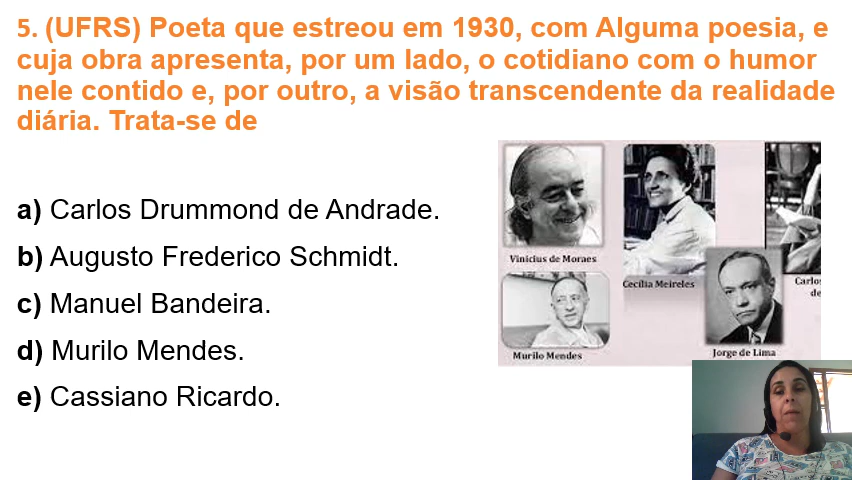 5. (UFRS) Poeta que estreou em 1930, com Alguma poesia, e
cuja obra apresenta, por um lado, o cotidiano com o humor
nele contido e, por outro, a visão transcendente da realidade
diária. Trata-se de
a) Carlos Drummond de Andrade.
b) Augusto Frederico Schmidt.
c) Manuel Bandeira.
d) Murilo Mendes.
e) Cassiano Ricardo.
Vinicius de Moraes
Cecília Meireles
Carlos
de
Murilo Mendes
Jorge de Lima